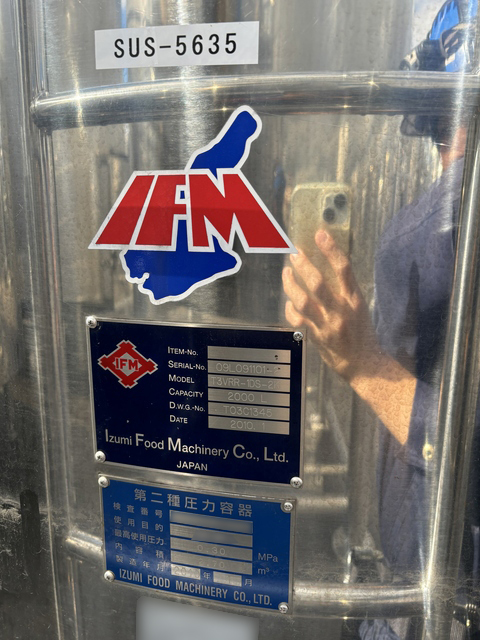 SUS-5635
IFM
IFM
ITEM-No.
SERIAL-No.
MODEL
CAPACITY 2000 L
D.W.G.-No. TC3C1345
DATE 2010. 1
Izumi Food Machinery Co., Ltd.
JAPAN
第二種圧力容器
検査番号
使用目的
最高使用圧力 MPa
内容積 m³
製造年月 年 月
IZUMI FOOD MACHINERY CO., LTD.